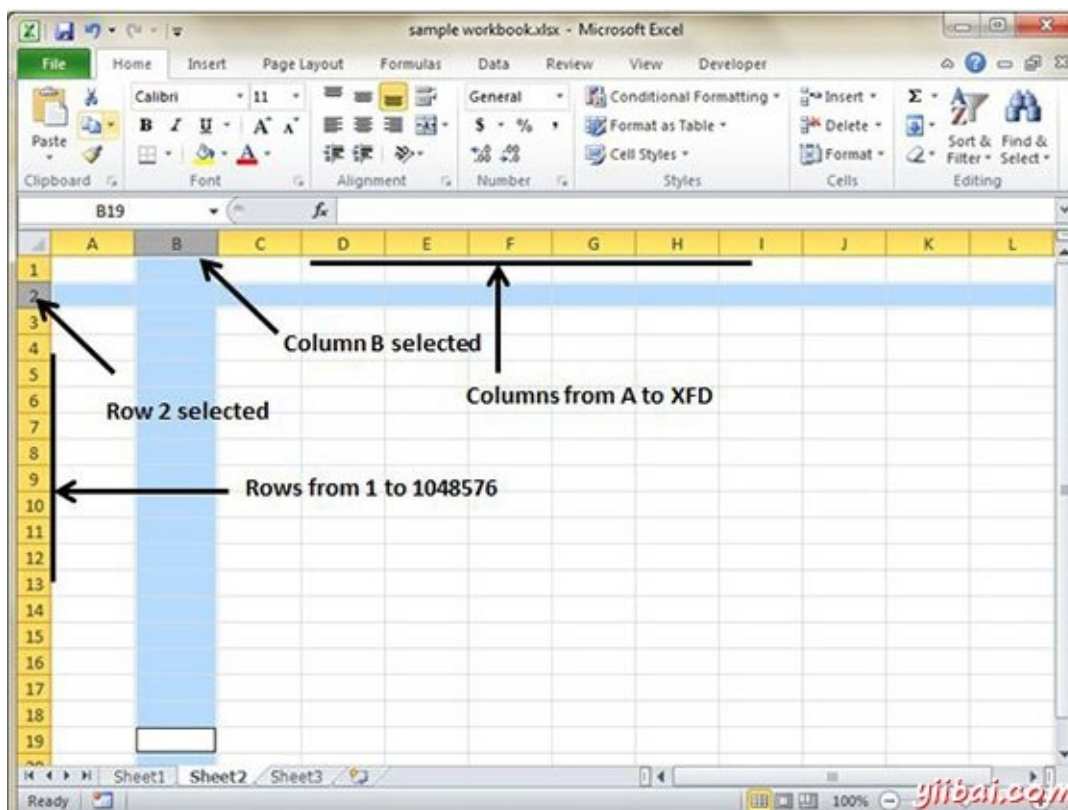 sample workbook.xlsx - Microsoft Excel
File Home Insert Page Layout Formulas Data Review View Developer
Calibri 11 General Conditional Formatting Insert Σ
B I U A A $ % , Format as Table Delete
Paste Cell Styles Format Sort & Filter Find & Select
Clipboard Font Alignment Number Styles Cells Editing
B19 fx
A B C D E F G H I J K L
1
2
3
Column B selected
4
5
Columns from A to XFD
6
Row 2 selected
7
8
9
Rows from 1 to 1048576
10
11
12
13
14
15
16
17
18
19
20
Sheet1 Sheet2 Sheet3
Ready 100% yiibai.com